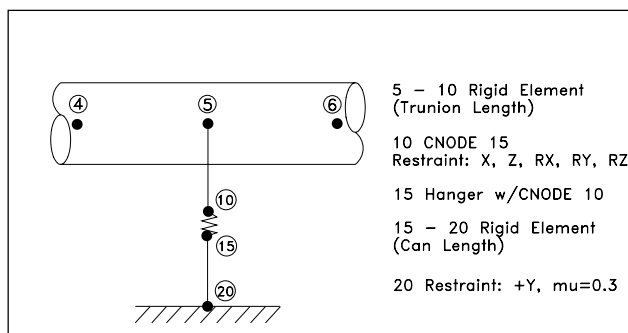 4
5
6
5 - 10 Rigid Element
(Trunion Length)
10 CNODE 15
Restraint: X, Z, RX, RY, RZ
10
15 Hanger w/CNODE 10
15
15 - 20 Rigid Element
(Can Length)
20
20 Restraint: +Y, mu=0.3